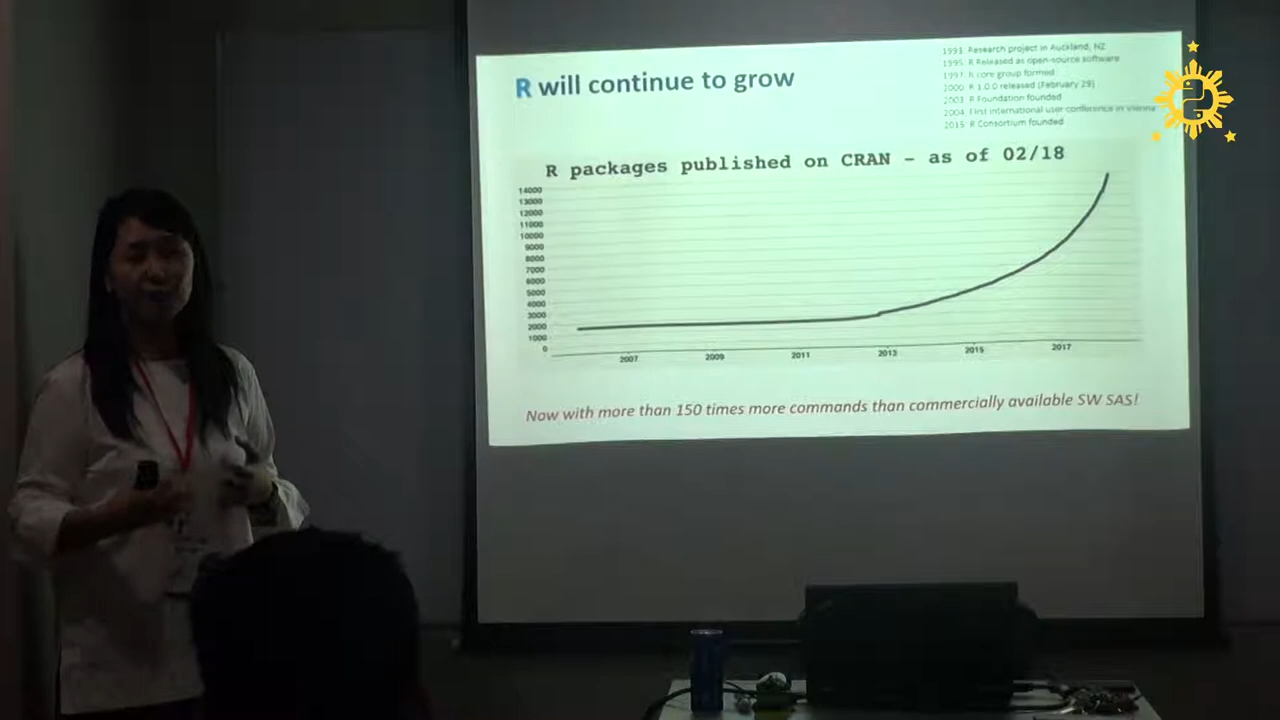 R will continue to grow
1993 Research project in Auckland, NZ
1995 R Released as open-source software
1997 R core group formed
2000 R 1.0.0 released (February 29)
2003 R Foundation founded
2004 First international user conference in Vienna
2015 R Consortium founded
R packages published on CRAN – as of 02/18
14000
13000
12000
11000
10000
9000
8000
7000
6000
5000
4000
3000
2000
1000
0
2007 2009 2011 2013 2015 2017
Now with more than 150 times more commands than commercially available SW SAS!